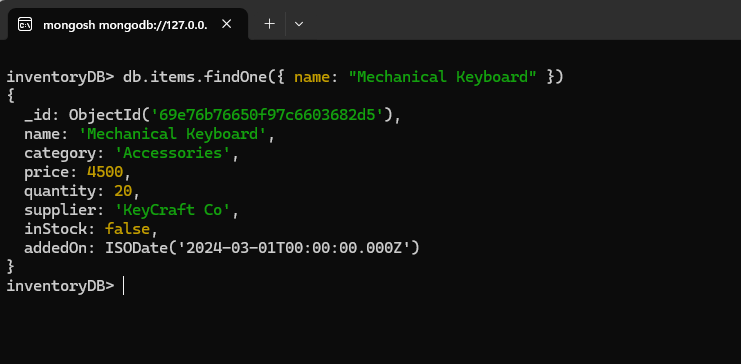 mongosh mongodb://127.0.0.
inventoryDB> db.items.findOne({ name: "Mechanical Keyboard" })
{
  _id: ObjectId('69e76b76650f97c6603682d5'),
  name: 'Mechanical Keyboard',
  category: 'Accessories',
  price: 4500,
  quantity: 20,
  supplier: 'KeyCraft Co',
  inStock: false,
  addedOn: ISODate('2024-03-01T00:00:00.000Z')
}
inventoryDB>